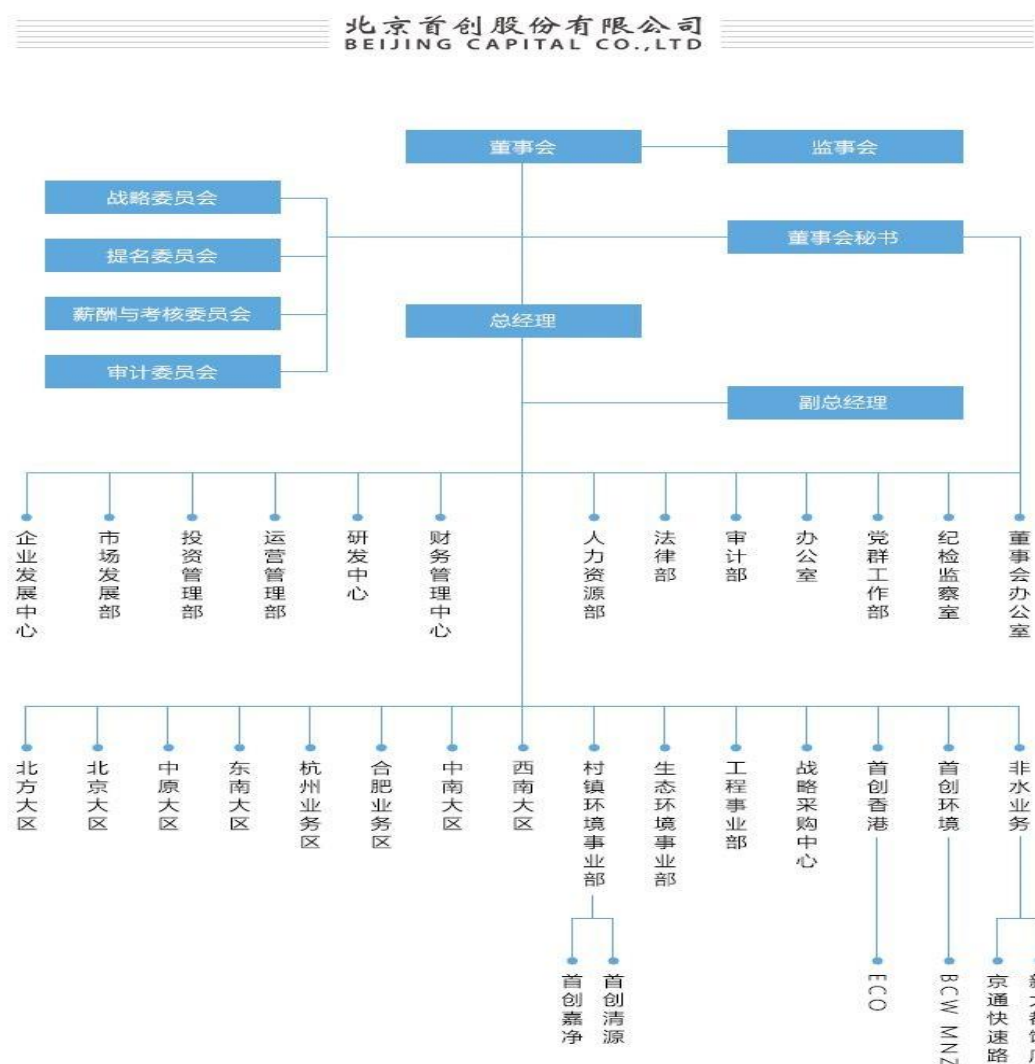 北京首创股份有限公司
BEIJING CAPITAL CO.,LTD
董事会
监事会
战略委员会
提名委员会
薪酬与考核委员会
审计委员会
董事会秘书
总经理
副总经理
企业发展中心
市场发展部
投资管理部
运营管理部
研发中心
财务管理中心
人力资源部
法律部
审计部
办公室
党群工作部
纪检监察室
董事会办公室
北方大区
北京大区
中原大区
东南大区
杭州业务区
合肥业务区
中南大区
西南大区
村镇环境事业部
生态环境事业部
工程事业部
战略采购中心
首创香港
首创环境
非水业务
首创嘉净
首创清源
ECO
BCW MNZ
京通快速路